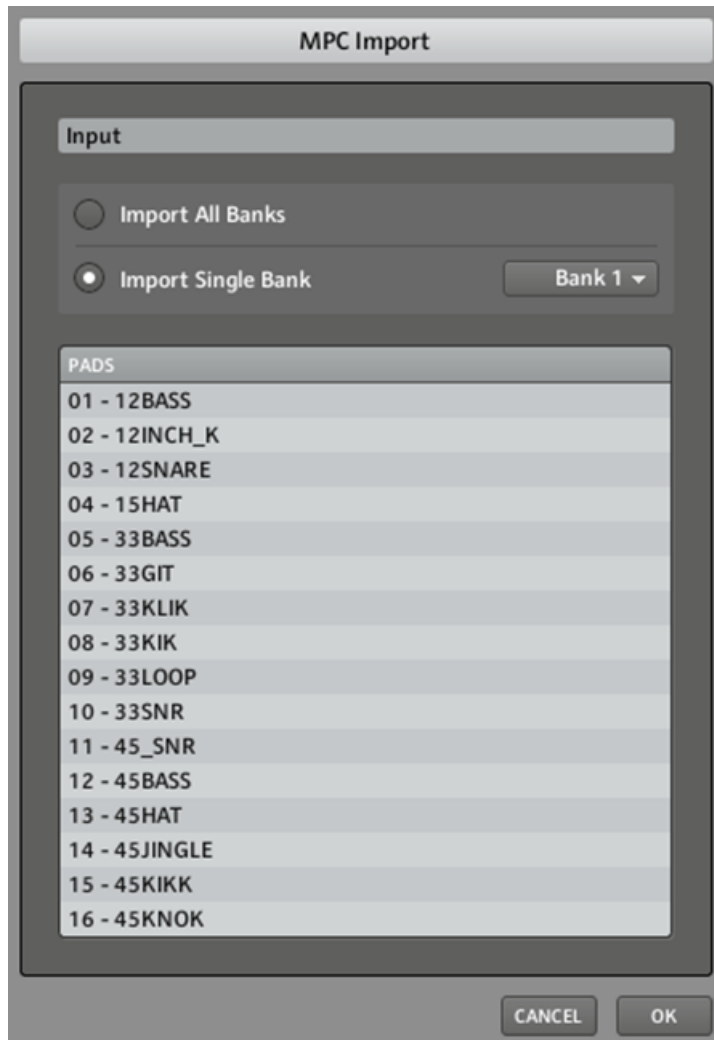 MPC Import
Input
Import All Banks
Import Single Bank Bank 1
PADS
01 - 12BASS
02 - 12INCH_K
03 - 12SNARE
04 - 15HAT
05 - 33BASS
06 - 33GIT
07 - 33KLIK
08 - 33KIK
09 - 33LOOP
10 - 33SNR
11 - 45_SNR
12 - 45BASS
13 - 45HAT
14 - 45JINGLE
15 - 45KIKK
16 - 45KNOK
CANCEL OK